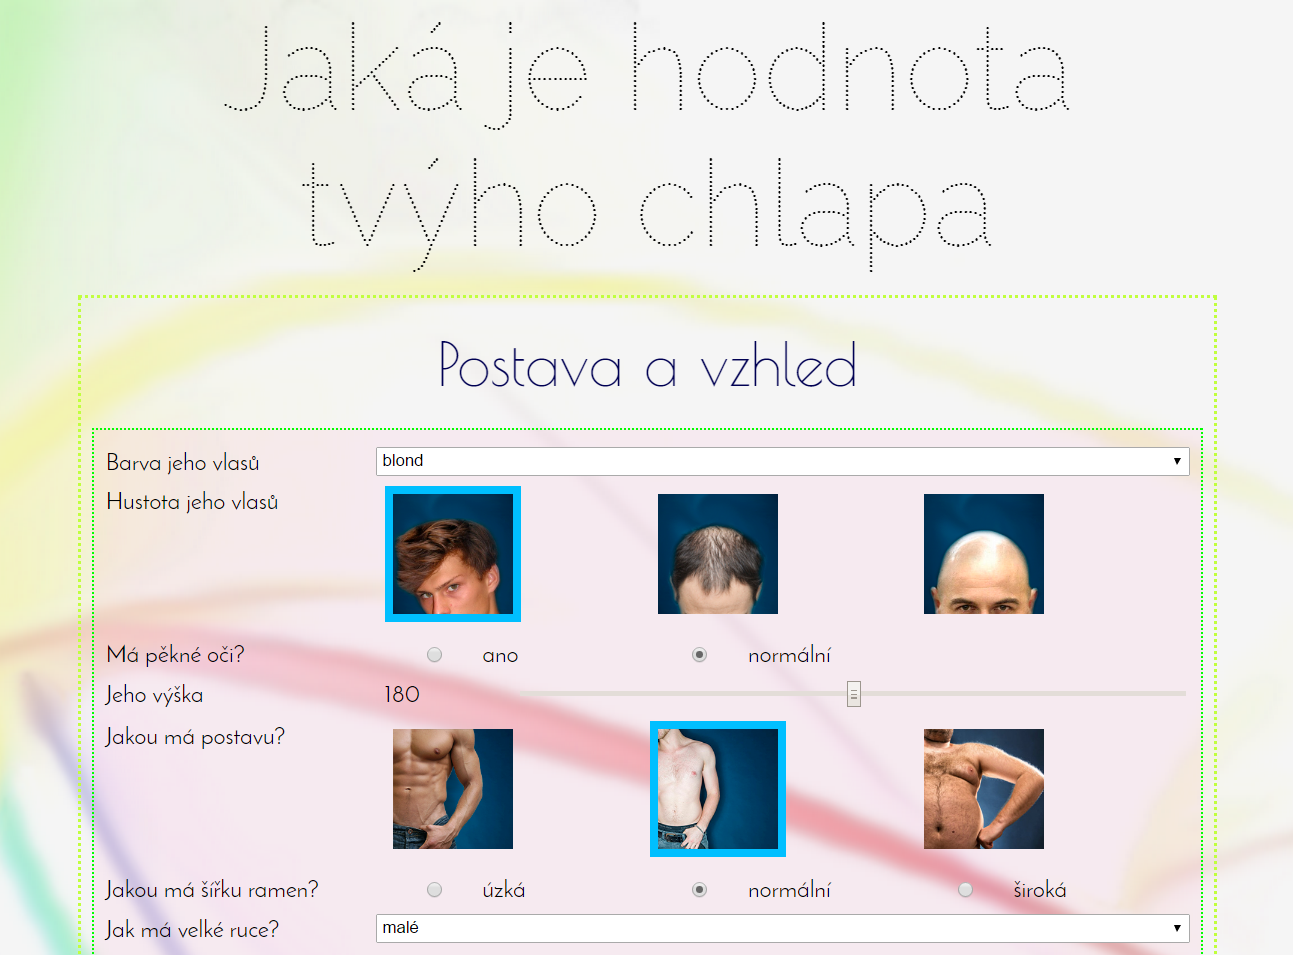 Jaká je hodnota
tvýho chlapa
Postava a vzhled
Barva jeho vlasů blond
Hustota jeho vlasů
Má pěkné oči? ano normální
Jeho výška 180
Jakou má postavu?
Jakou má šířku ramen? úzká normální široká
Jak má velké ruce? malé